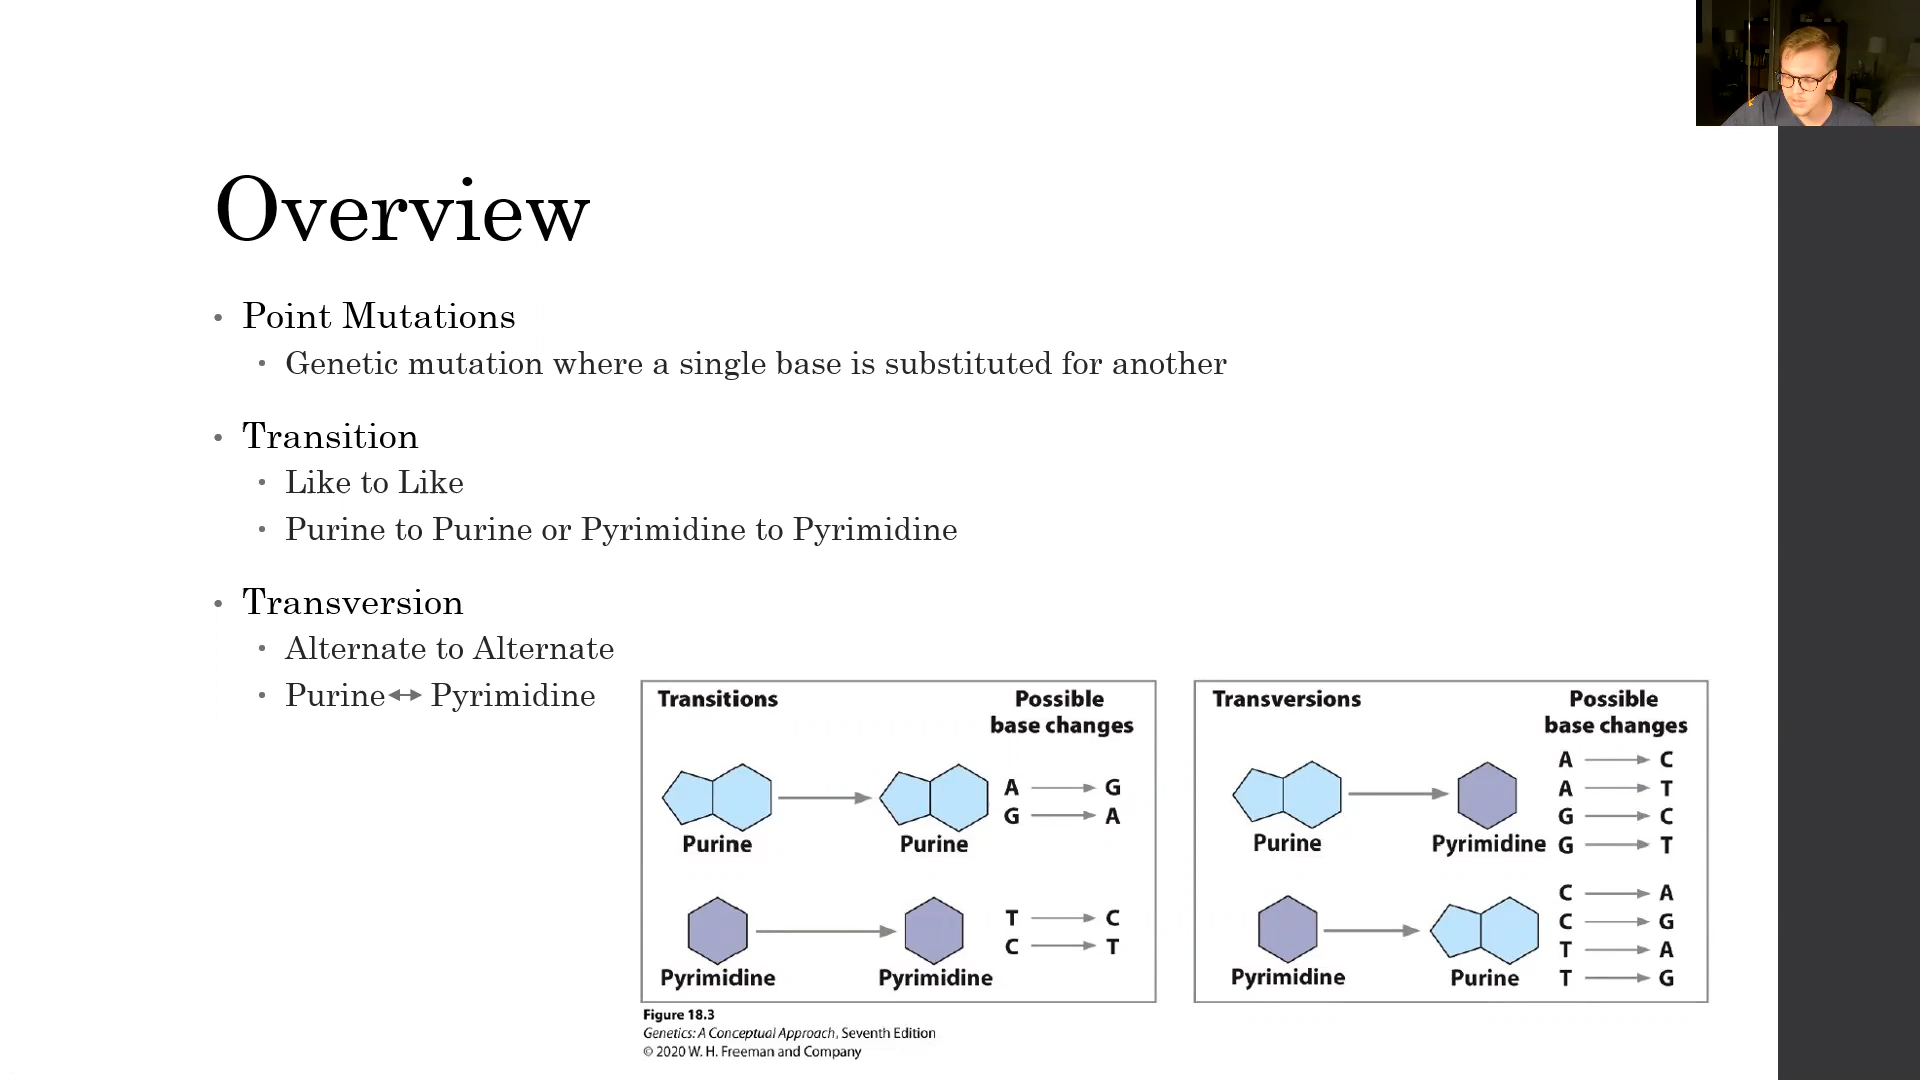 Overview
• Point Mutations
• Genetic mutation where a single base is substituted for another
• Transition
• Like to Like
• Purine to Purine or Pyrimidine to Pyrimidine
• Transversion
• Alternate to Alternate
• Purine↔ Pyrimidine
Transitions
Possible
base changes
Purine
Purine
A → G
G → A
Pyrimidine
Pyrimidine
T → C
C → T
Transversions
Possible
base changes
Purine
Pyrimidine
A → C
A → T
G → C
G → T
Pyrimidine
Purine
C → A
C → G
T → A
T → G
Figure 18.3
Genetics: A Conceptual Approach, Seventh Edition
© 2020 W. H. Freeman and Company